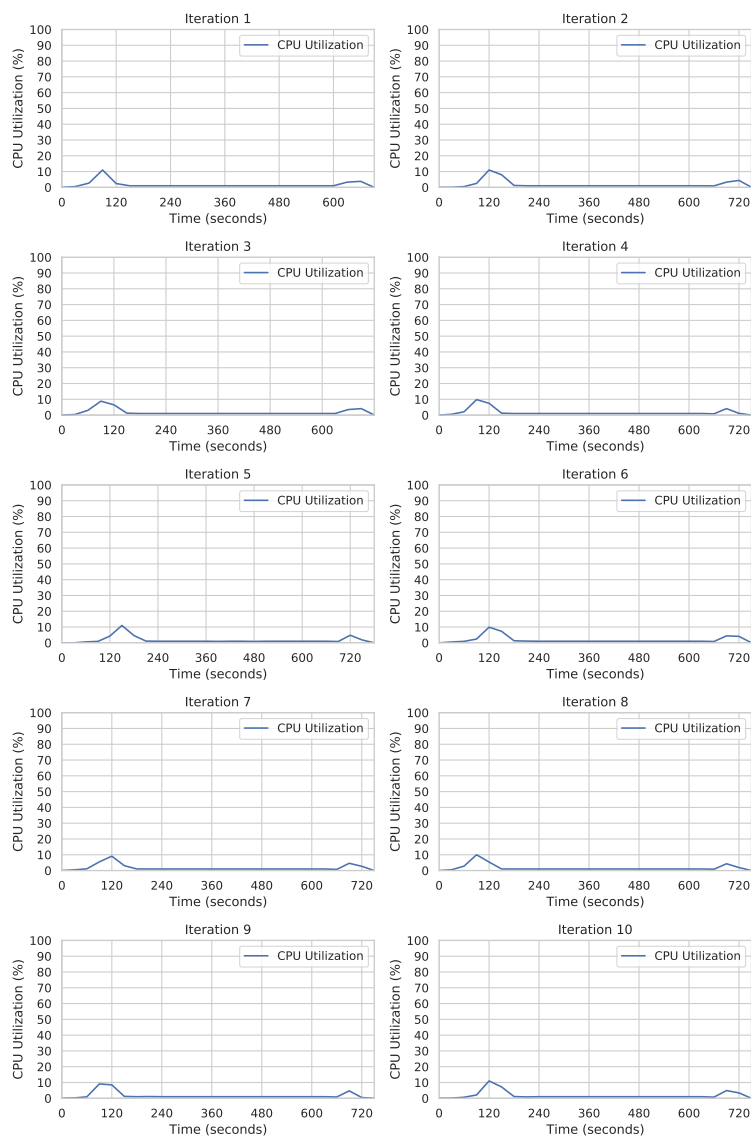 Iteration 1
CPU Utilization (%)
100
90
80
70
60
50
40
30
20
10
0
CPU Utilization
0 120 240 360 480 600
Time (seconds)
Iteration 2
CPU Utilization (%)
100
90
80
70
60
50
40
30
20
10
0
CPU Utilization
0 120 240 360 480 600 720
Time (seconds)
Iteration 3
CPU Utilization (%)
100
90
80
70
60
50
40
30
20
10
0
CPU Utilization
0 120 240 360 480 600
Time (seconds)
Iteration 4
CPU Utilization (%)
100
90
80
70
60
50
40
30
20
10
0
CPU Utilization
0 120 240 360 480 600 720
Time (seconds)
Iteration 5
CPU Utilization (%)
100
90
80
70
60
50
40
30
20
10
0
CPU Utilization
0 120 240 360 480 600 720
Time (seconds)
Iteration 6
CPU Utilization (%)
100
90
80
70
60
50
40
30
20
10
0
CPU Utilization
0 120 240 360 480 600 720
Time (seconds)
Iteration 7
CPU Utilization (%)
100
90
80
70
60
50
40
30
20
10
0
CPU Utilization
0 120 240 360 480 600 720
Time (seconds)
Iteration 8
CPU Utilization (%)
100
90
80
70
60
50
40
30
20
10
0
CPU Utilization
0 120 240 360 480 600 720
Time (seconds)
Iteration 9
CPU Utilization (%)
100
90
80
70
60
50
40
30
20
10
0
CPU Utilization
0 120 240 360 480 600 720
Time (seconds)
Iteration 10
CPU Utilization (%)
100
90
80
70
60
50
40
30
20
10
0
CPU Utilization
0 120 240 360 480 600 720
Time (seconds)